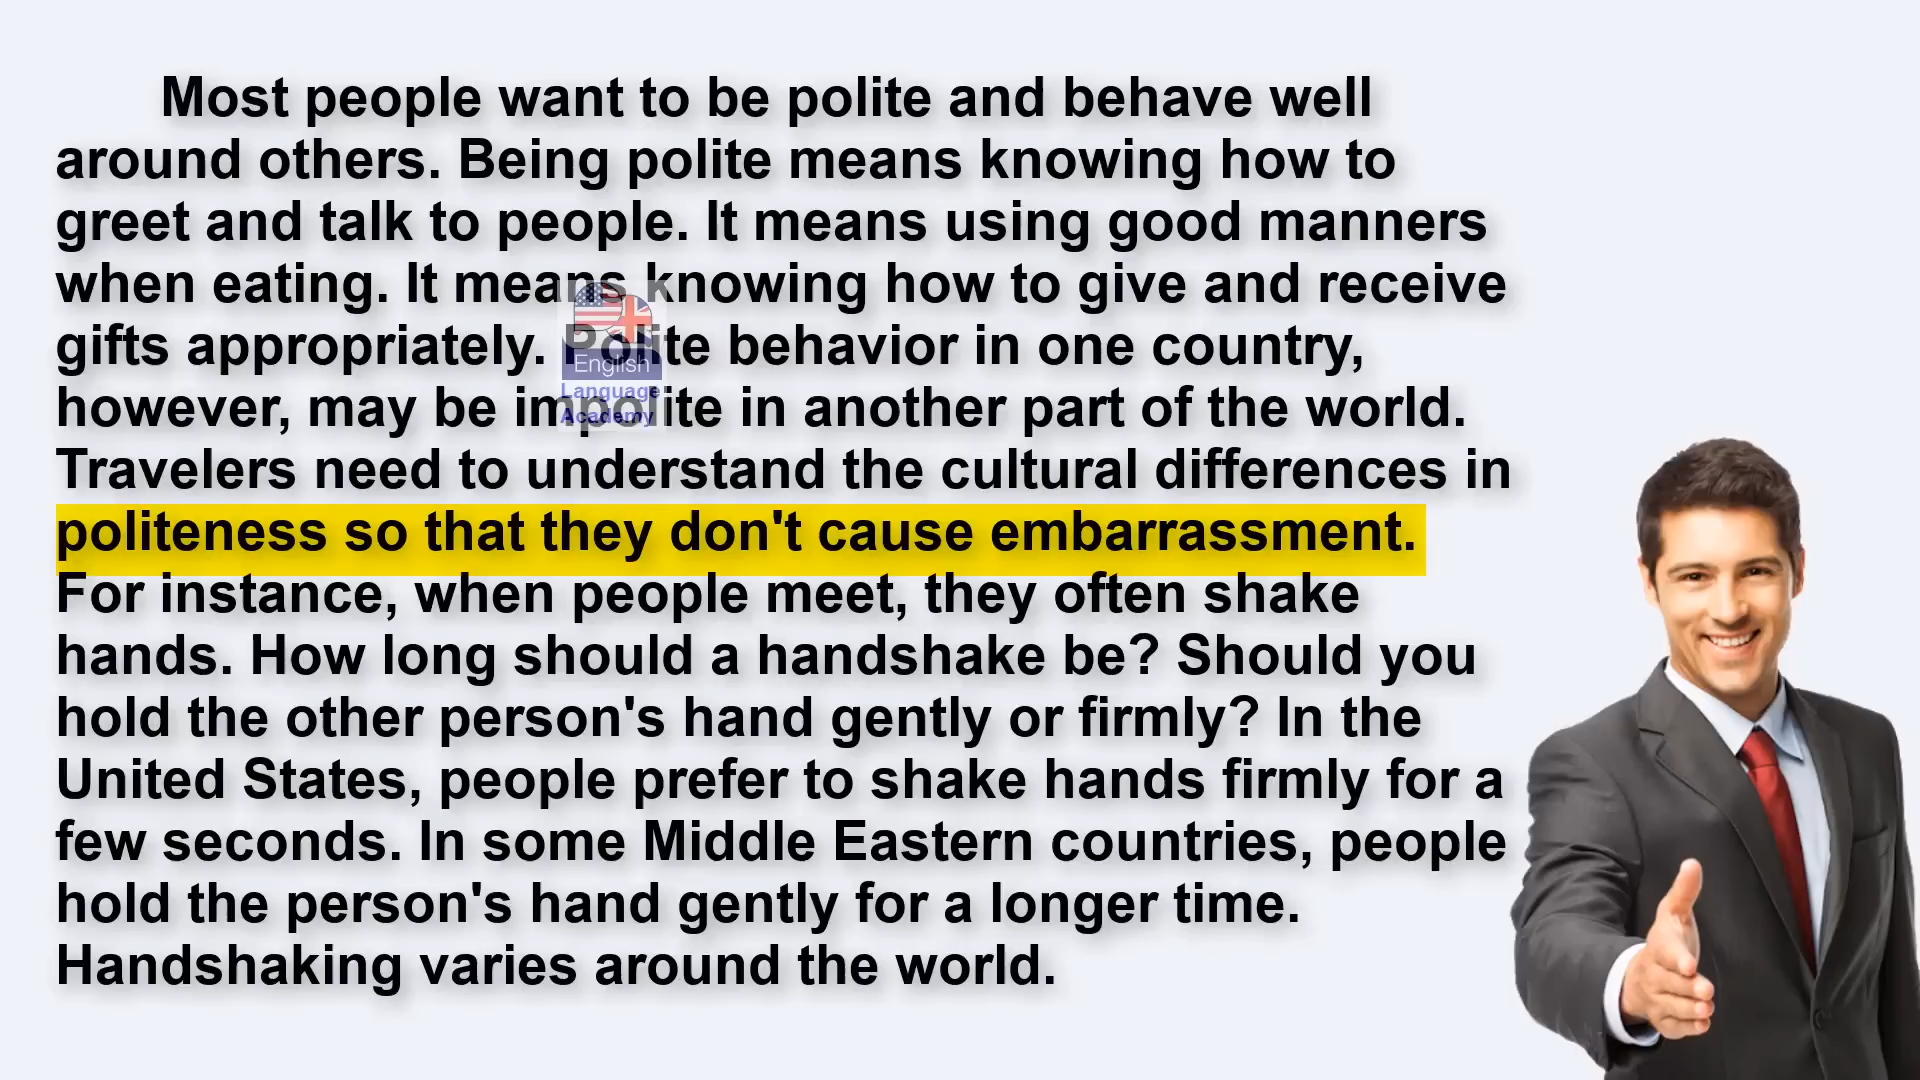 Most people want to be polite and behave well
around others. Being polite means knowing how to
greet and talk to people. It means using good manners
when eating. It means knowing how to give and receive
gifts appropriately. Polite behavior in one country,
however, may be impolite in another part of the world.
Travelers need to understand the cultural differences in
politeness so that they don't cause embarrassment.
For instance, when people meet, they often shake
hands. How long should a handshake be? Should you
hold the other person's hand gently or firmly? In the
United States, people prefer to shake hands firmly for a
few seconds. In some Middle Eastern countries, people
hold the person's hand gently for a longer time.
Handshaking varies around the world.
English
Language
Academy